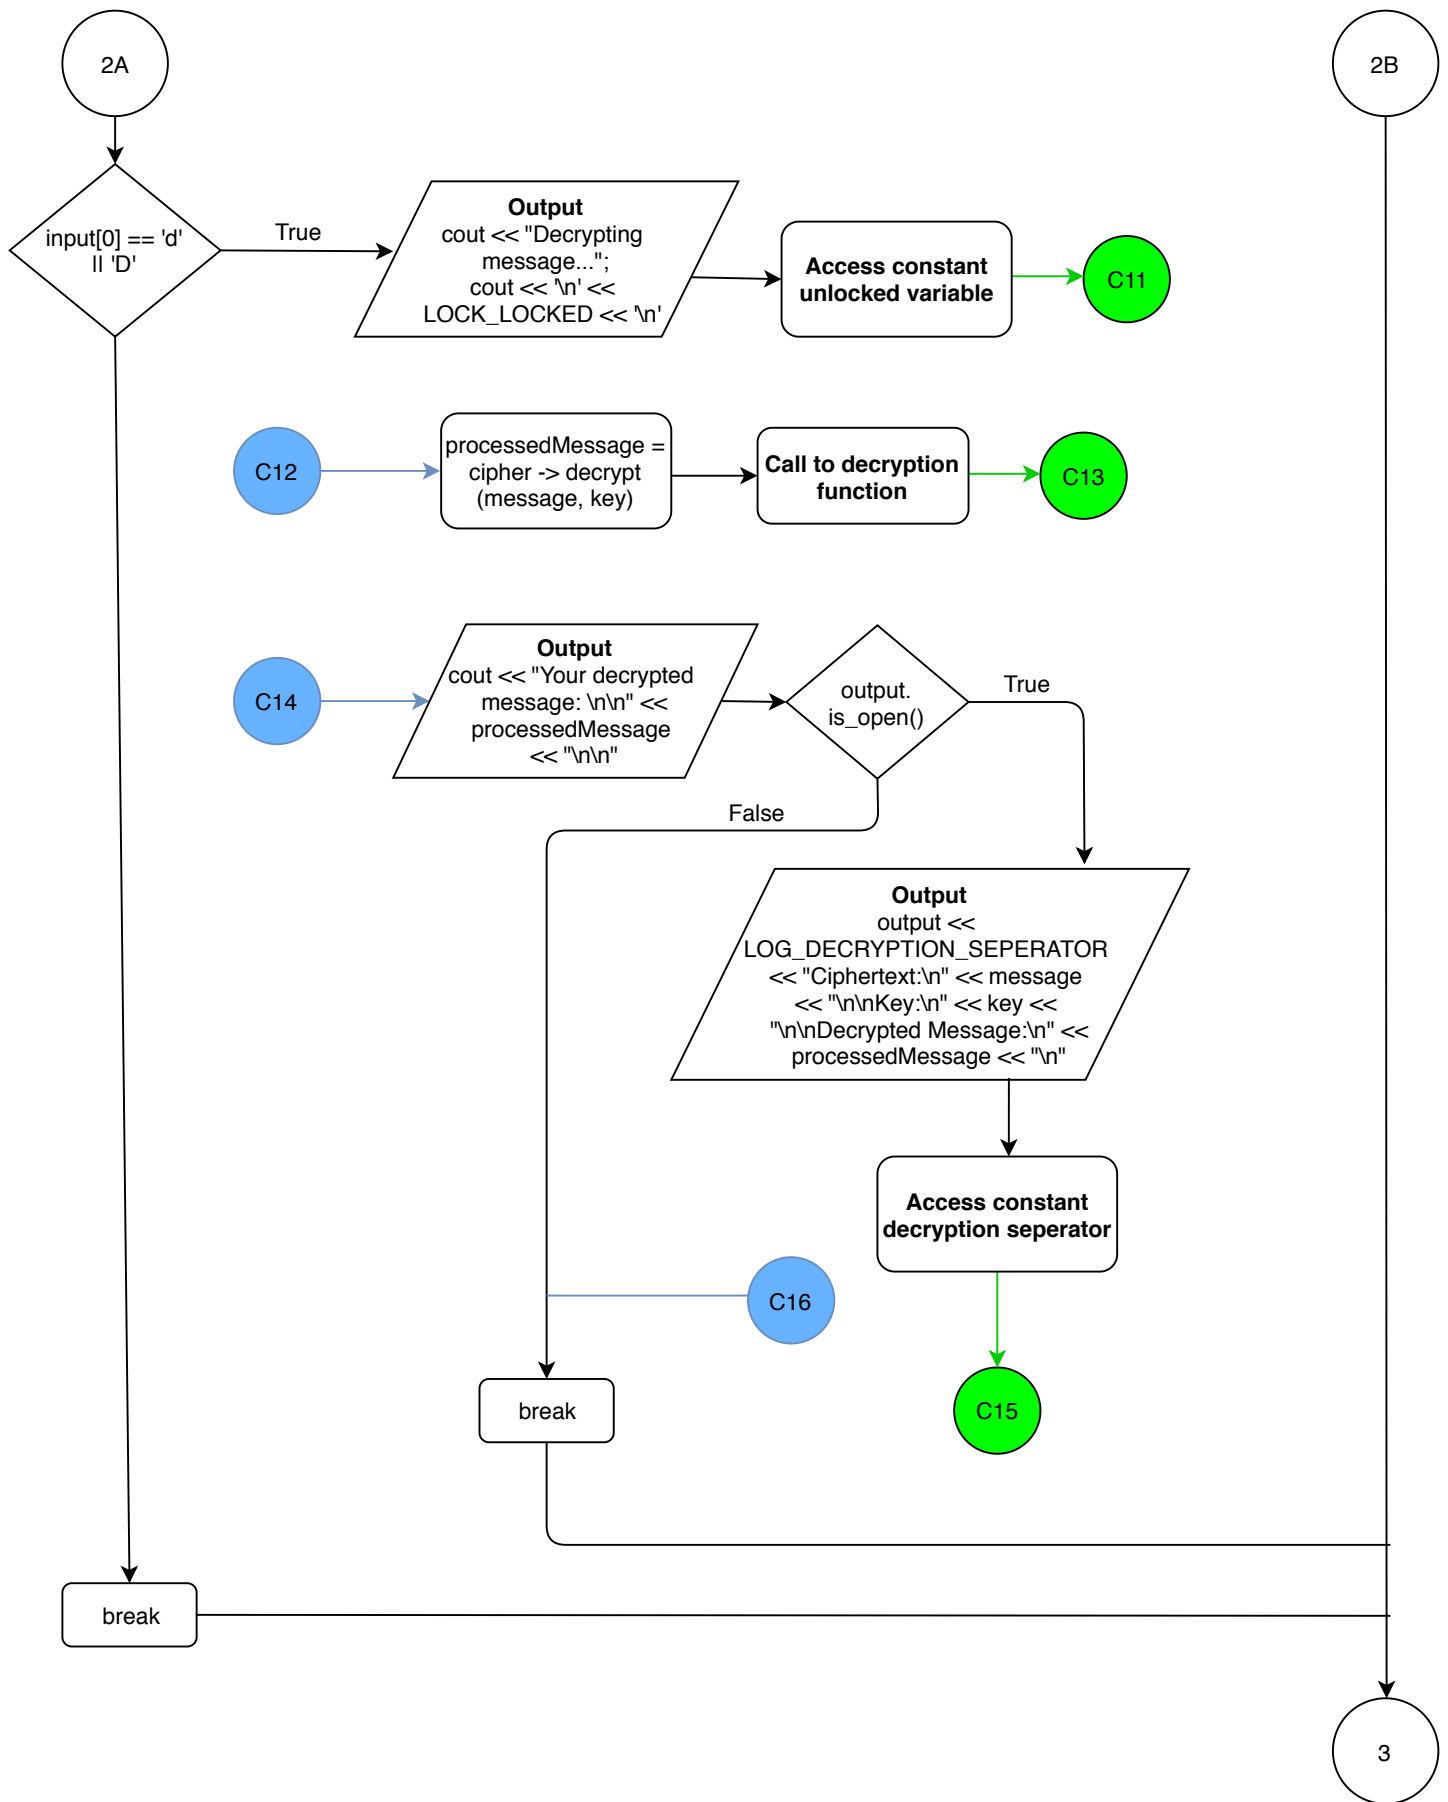 2A
2B
input[0] == 'd'
|| 'D'
True
Output
cout << "Decrypting
message...";
cout << '\n' <<
LOCK_LOCKED << '\n'
Access constant
unlocked variable
C11
C12
processedMessage =
cipher -> decrypt
(message, key)
Call to decryption
function
C13
C14
Output
cout << "Your decrypted
message: \n\n" <<
processedMessage
<< "\n\n"
output.
is_open()
True
False
Output
output <<
LOG_DECRYPTION_SEPERATOR
<< "Ciphertext:\n" << message
<< "\n\nKey:\n" << key <<
"\n\nDecrypted Message:\n" <<
processedMessage << "\n"
Access constant
decryption seperator
C16
C15
break
break
3